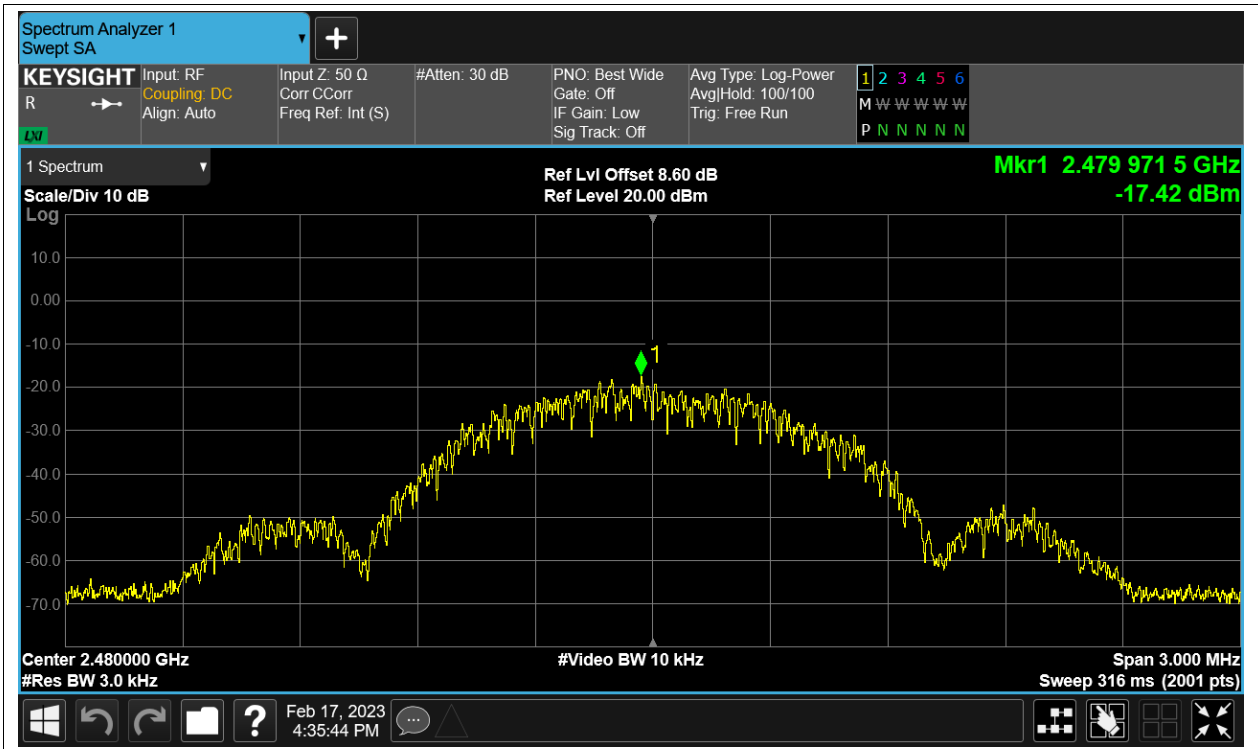 Spectrum Analyzer 1
Swept SA
KEYSIGHT
R
LXI
Input: RF
Coupling: DC
Align: Auto
Input Z: 50 Ω
Corr CCorr
Freq Ref: Int (S)
#Atten: 30 dB
PNO: Best Wide
Gate: Off
IF Gain: Low
Sig Track: Off
Avg Type: Log-Power
Avg|Hold: 100/100
Trig: Free Run
1 2 3 4 5 6
M W W W W W
P N N N N N
1 Spectrum
Scale/Div 10 dB
Ref Lvl Offset 8.60 dB
Ref Level 20.00 dBm
Mkr1 2.479 971 5 GHz
-17.42 dBm
Log
10.0
0.00
-10.0
1
-20.0
-30.0
-40.0
-50.0
-60.0
-70.0
Center 2.480000 GHz
#Video BW 10 kHz
Span 3.000 MHz
#Res BW 3.0 kHz
Sweep 316 ms (2001 pts)
?
Feb 17, 2023
4:35:44 PM